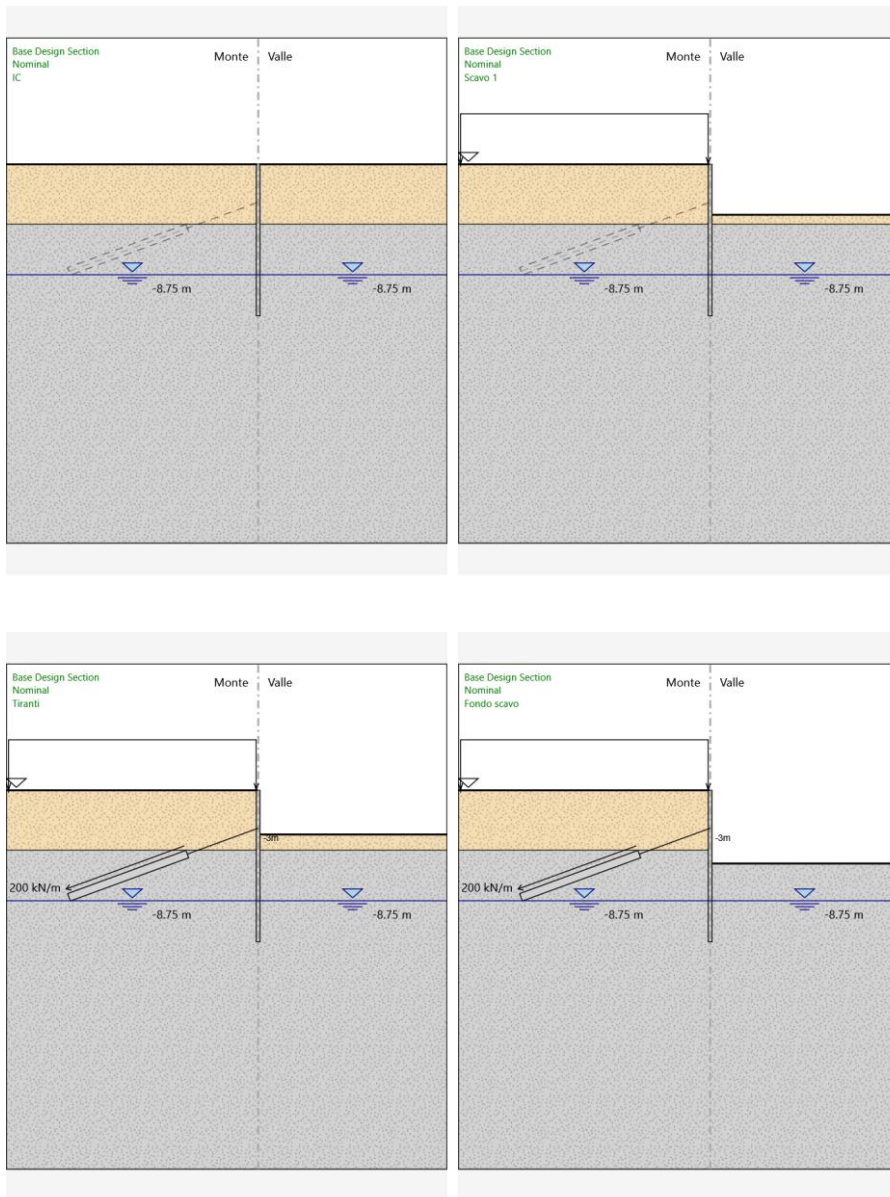 Base Design Section
Nominal
IC
Monte
Valle
-8.75 m
-8.75 m
Base Design Section
Nominal
Scavo 1
Monte
Valle
-8.75 m
-8.75 m
Base Design Section
Nominal
Tiranti
Monte
Valle
-3m
200 kN/m
-8.75 m
-8.75 m
Base Design Section
Nominal
Fondo scavo
Monte
Valle
-3m
200 kN/m
-8.75 m
-8.75 m